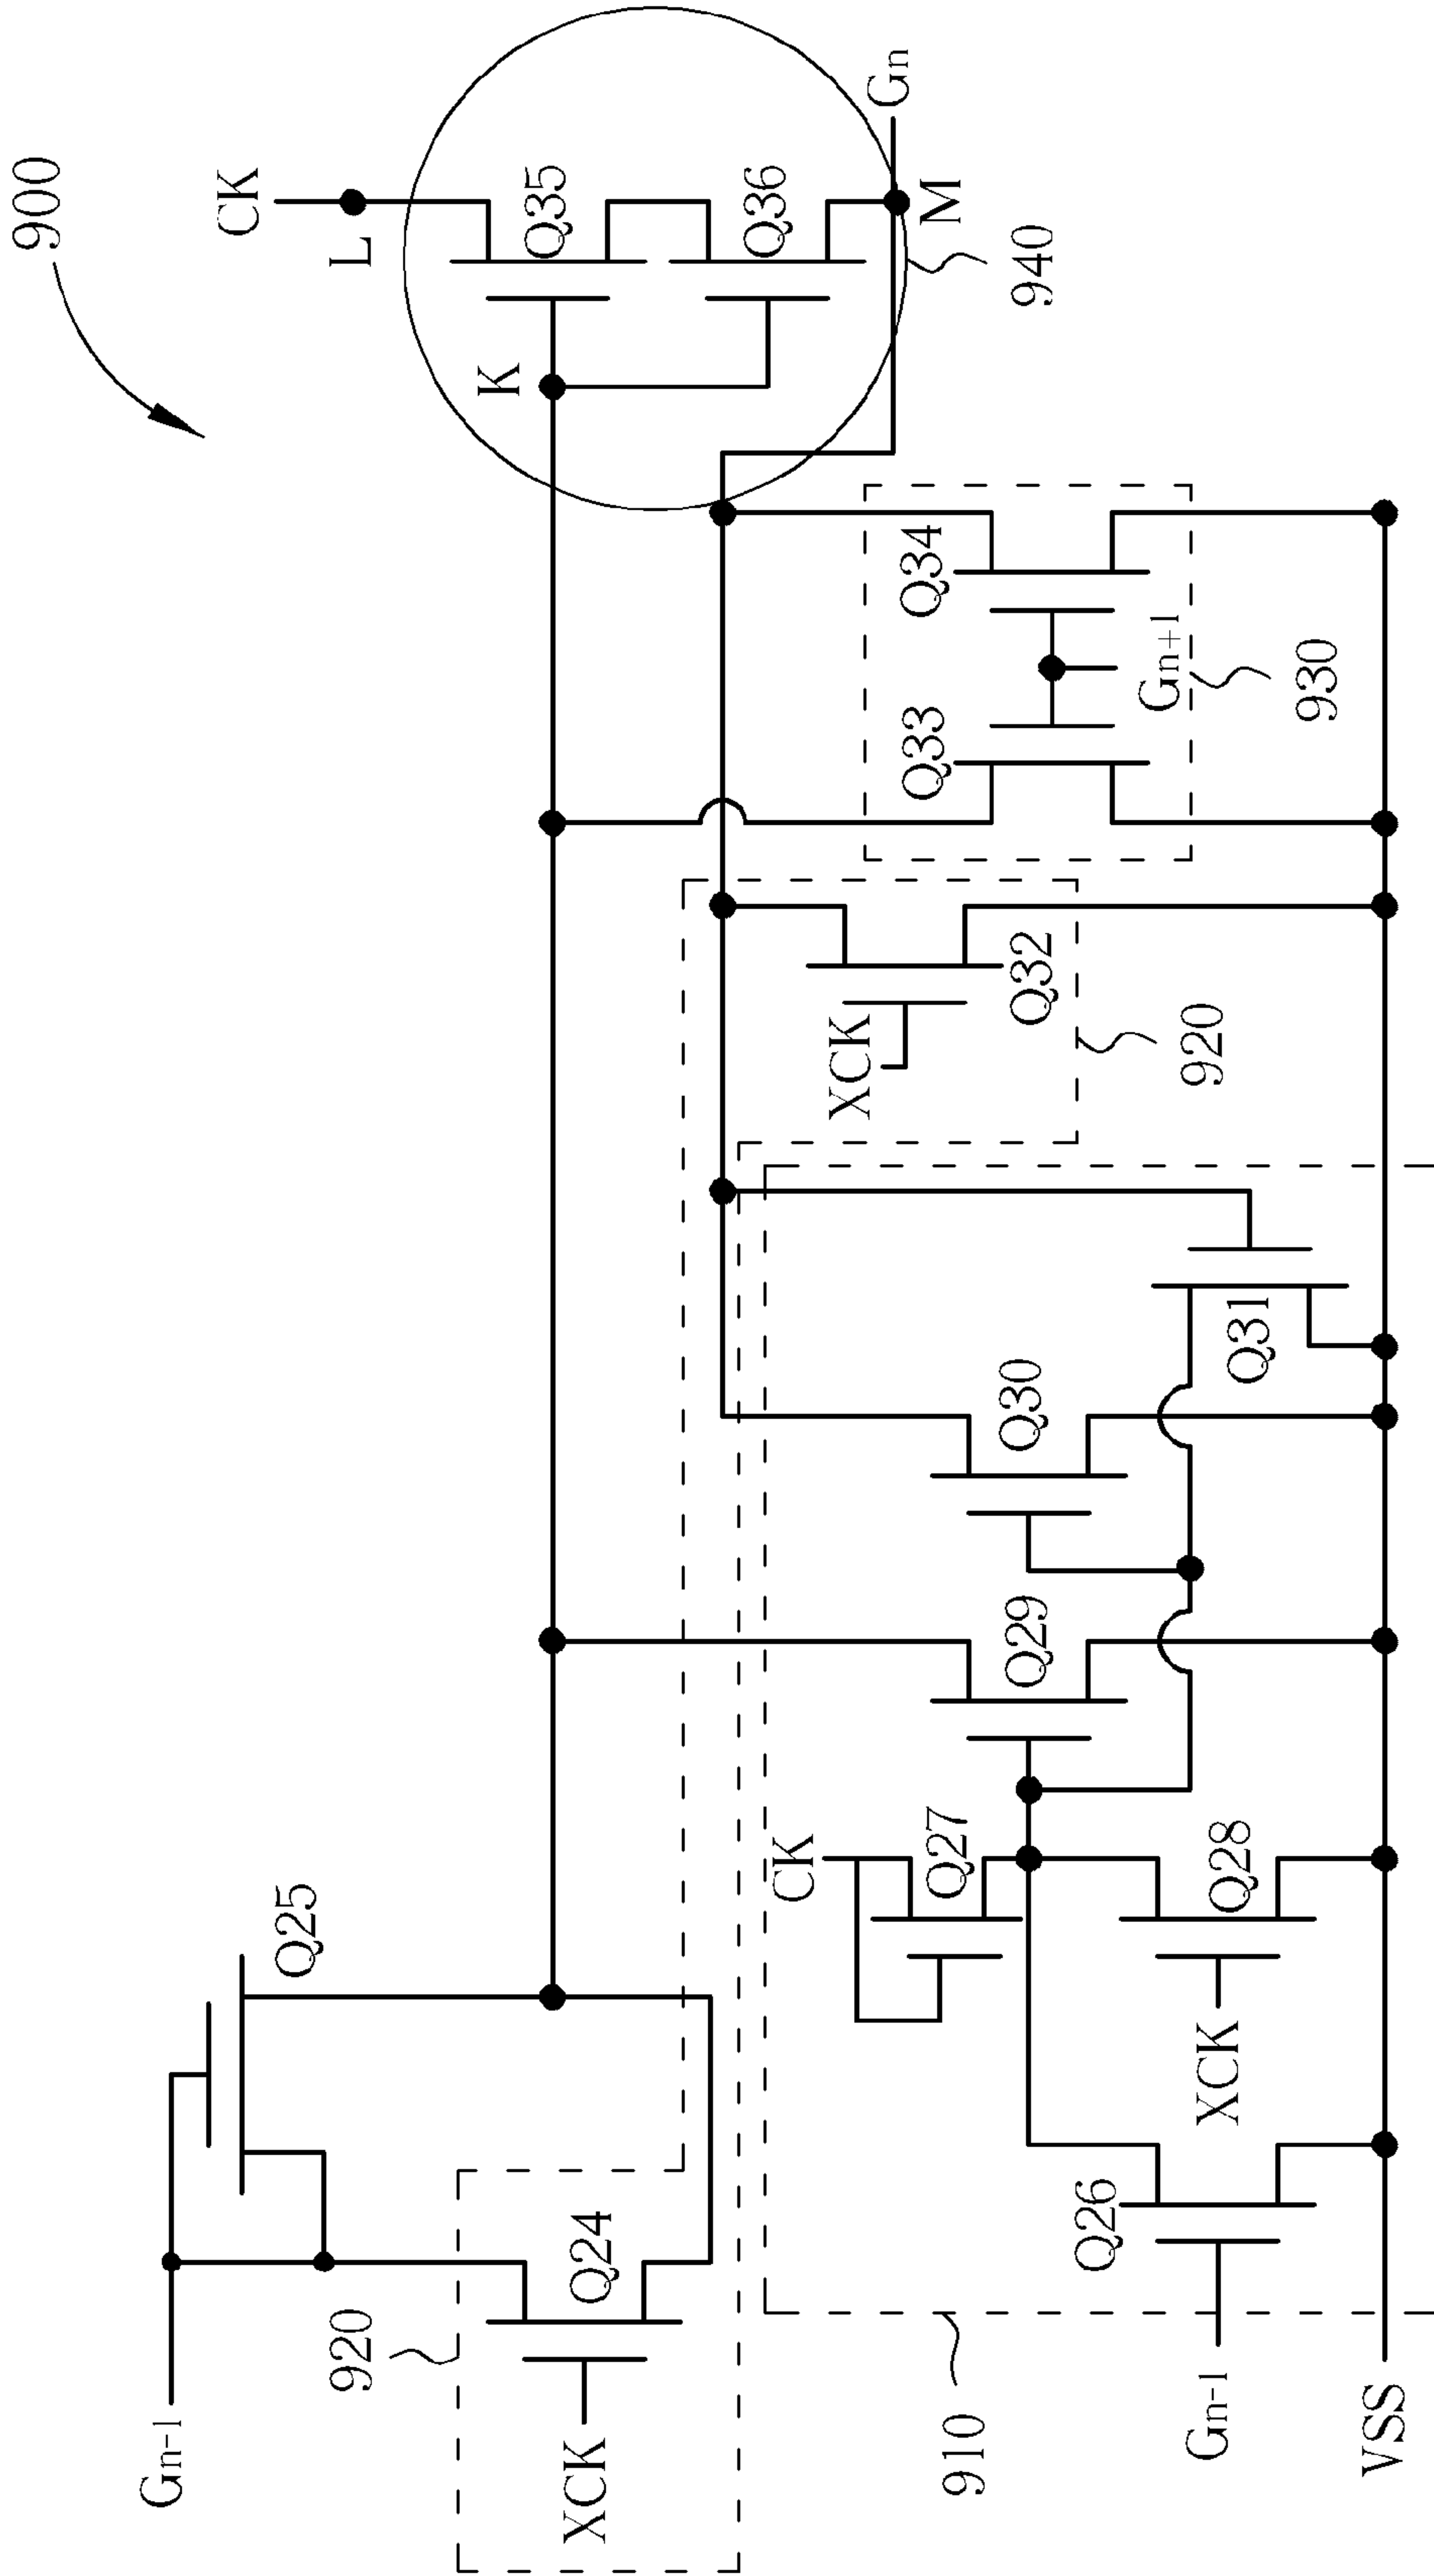 900
CK
L
Q35
Q36
K
Gn
M
940
Q34
Q33
Gn+1
930
XCK
Q32
920
Q31
Q30
Q29
Q25
CK
Q27
Q28
XCK
Q26
Q24
920
XCK
Gn-1
910
Gn-1
VSS